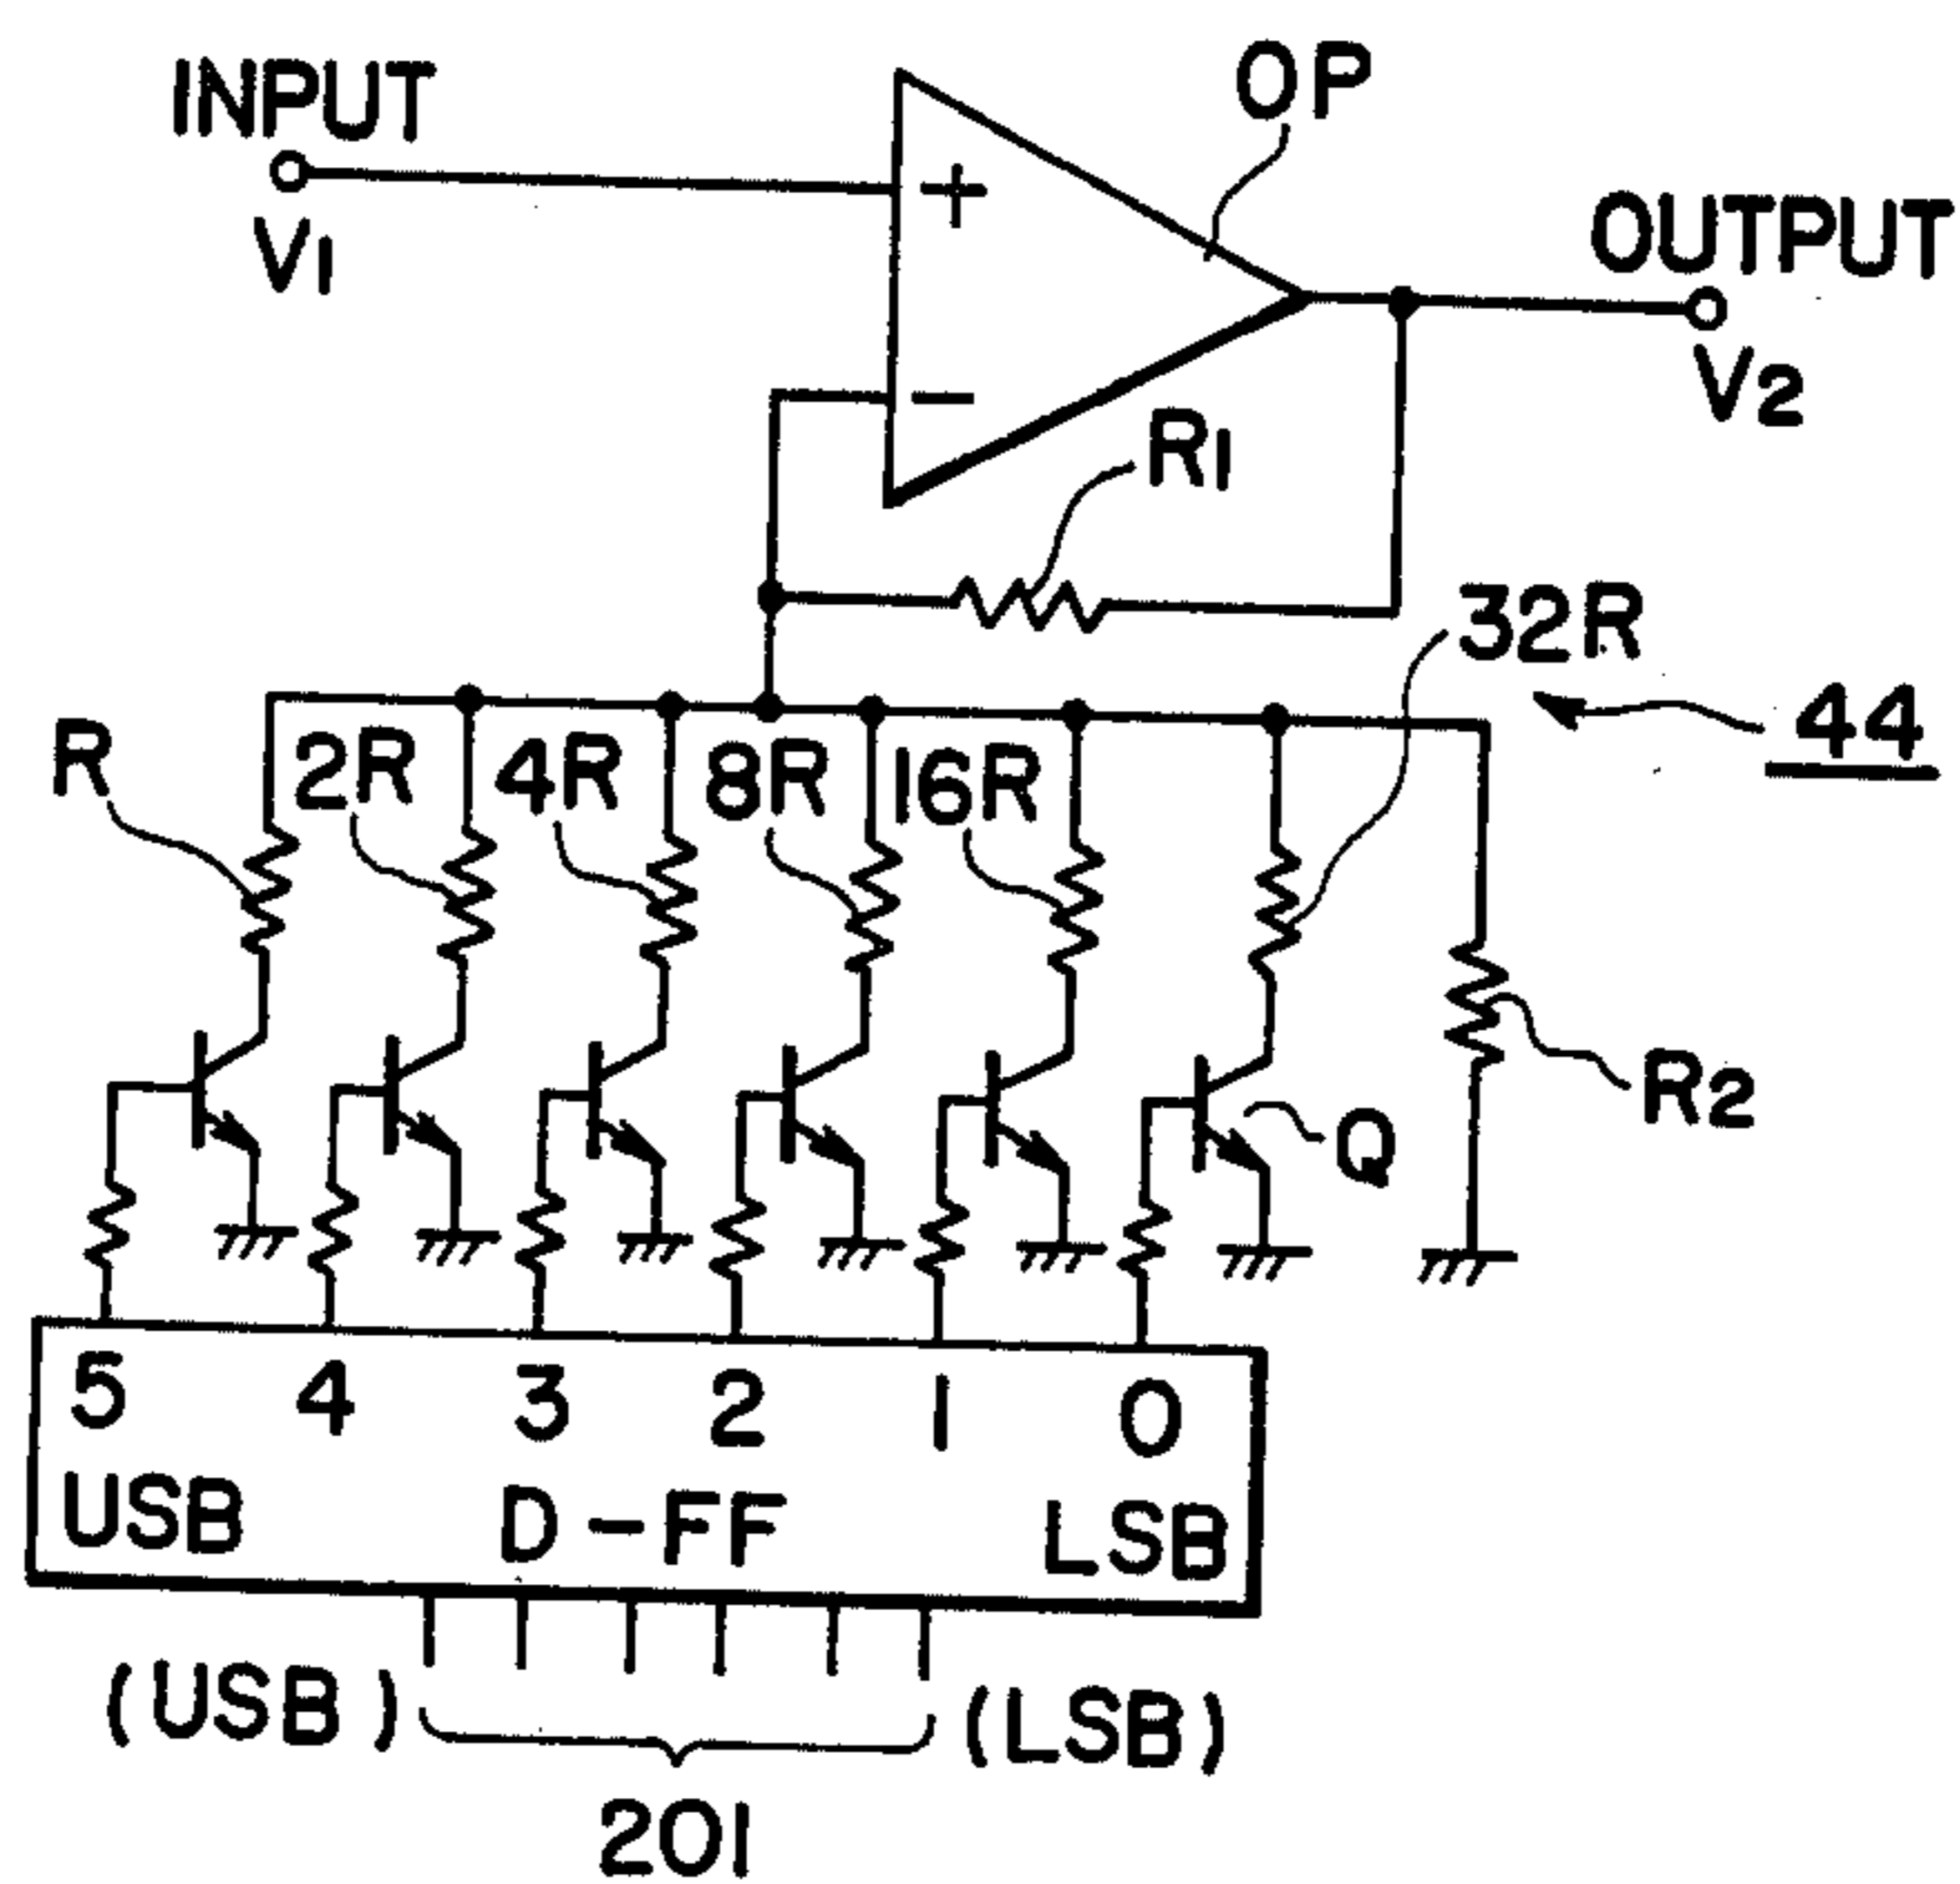 INPUT
V1
+
−
OP
OUTPUT
V2
R1
32R
44
R
2R
4R
8R
16R
Q
R2
5 4 3 2 1 0
USB D-FF LSB
(USB) (LSB)
201